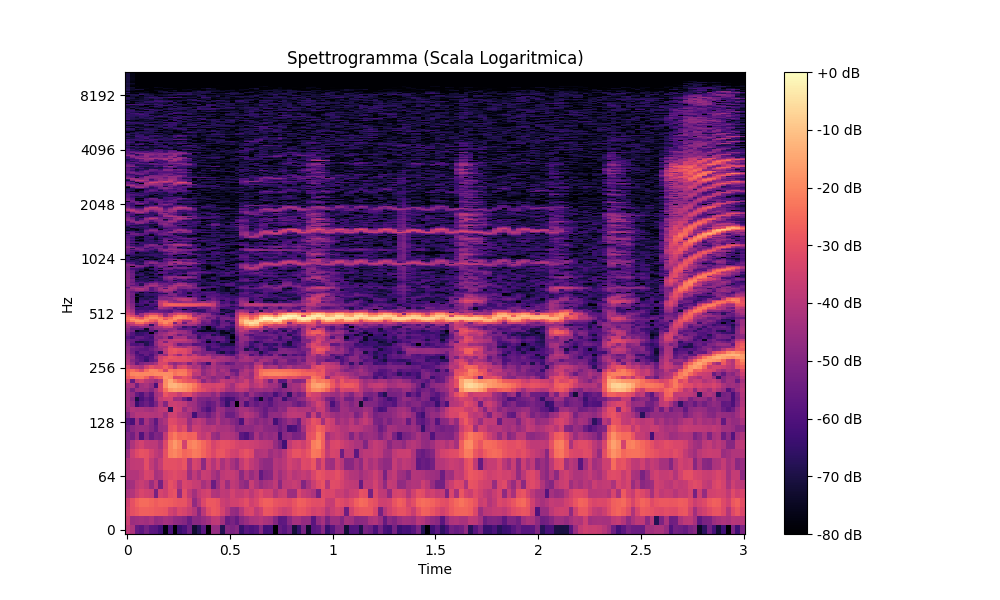 Spettrogramma (Scala Logaritmica)
Hz
8192
4096
2048
1024
512
256
128
64
0
0 0.5 1 1.5 2 2.5 3
Time
+0 dB
-10 dB
-20 dB
-30 dB
-40 dB
-50 dB
-60 dB
-70 dB
-80 dB